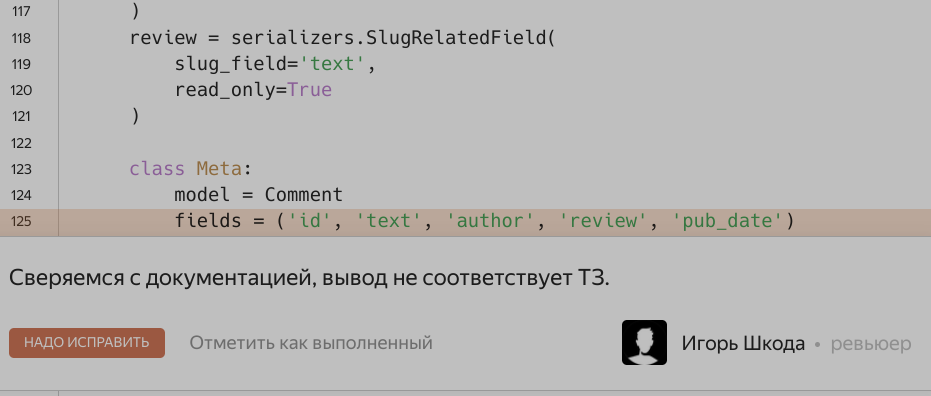 117 )
118 review = serializers.SlugRelatedField(
119 slug_field='text',
120 read_only=True
121 )
122
123 class Meta:
124 model = Comment
125 fields = ('id', 'text', 'author', 'review', 'pub_date')
Сверяемся с документацией, вывод не соответствует ТЗ.
НАДО ИСПРАВИТЬ Отметить как выполненный Игорь Шкода • ревьюер